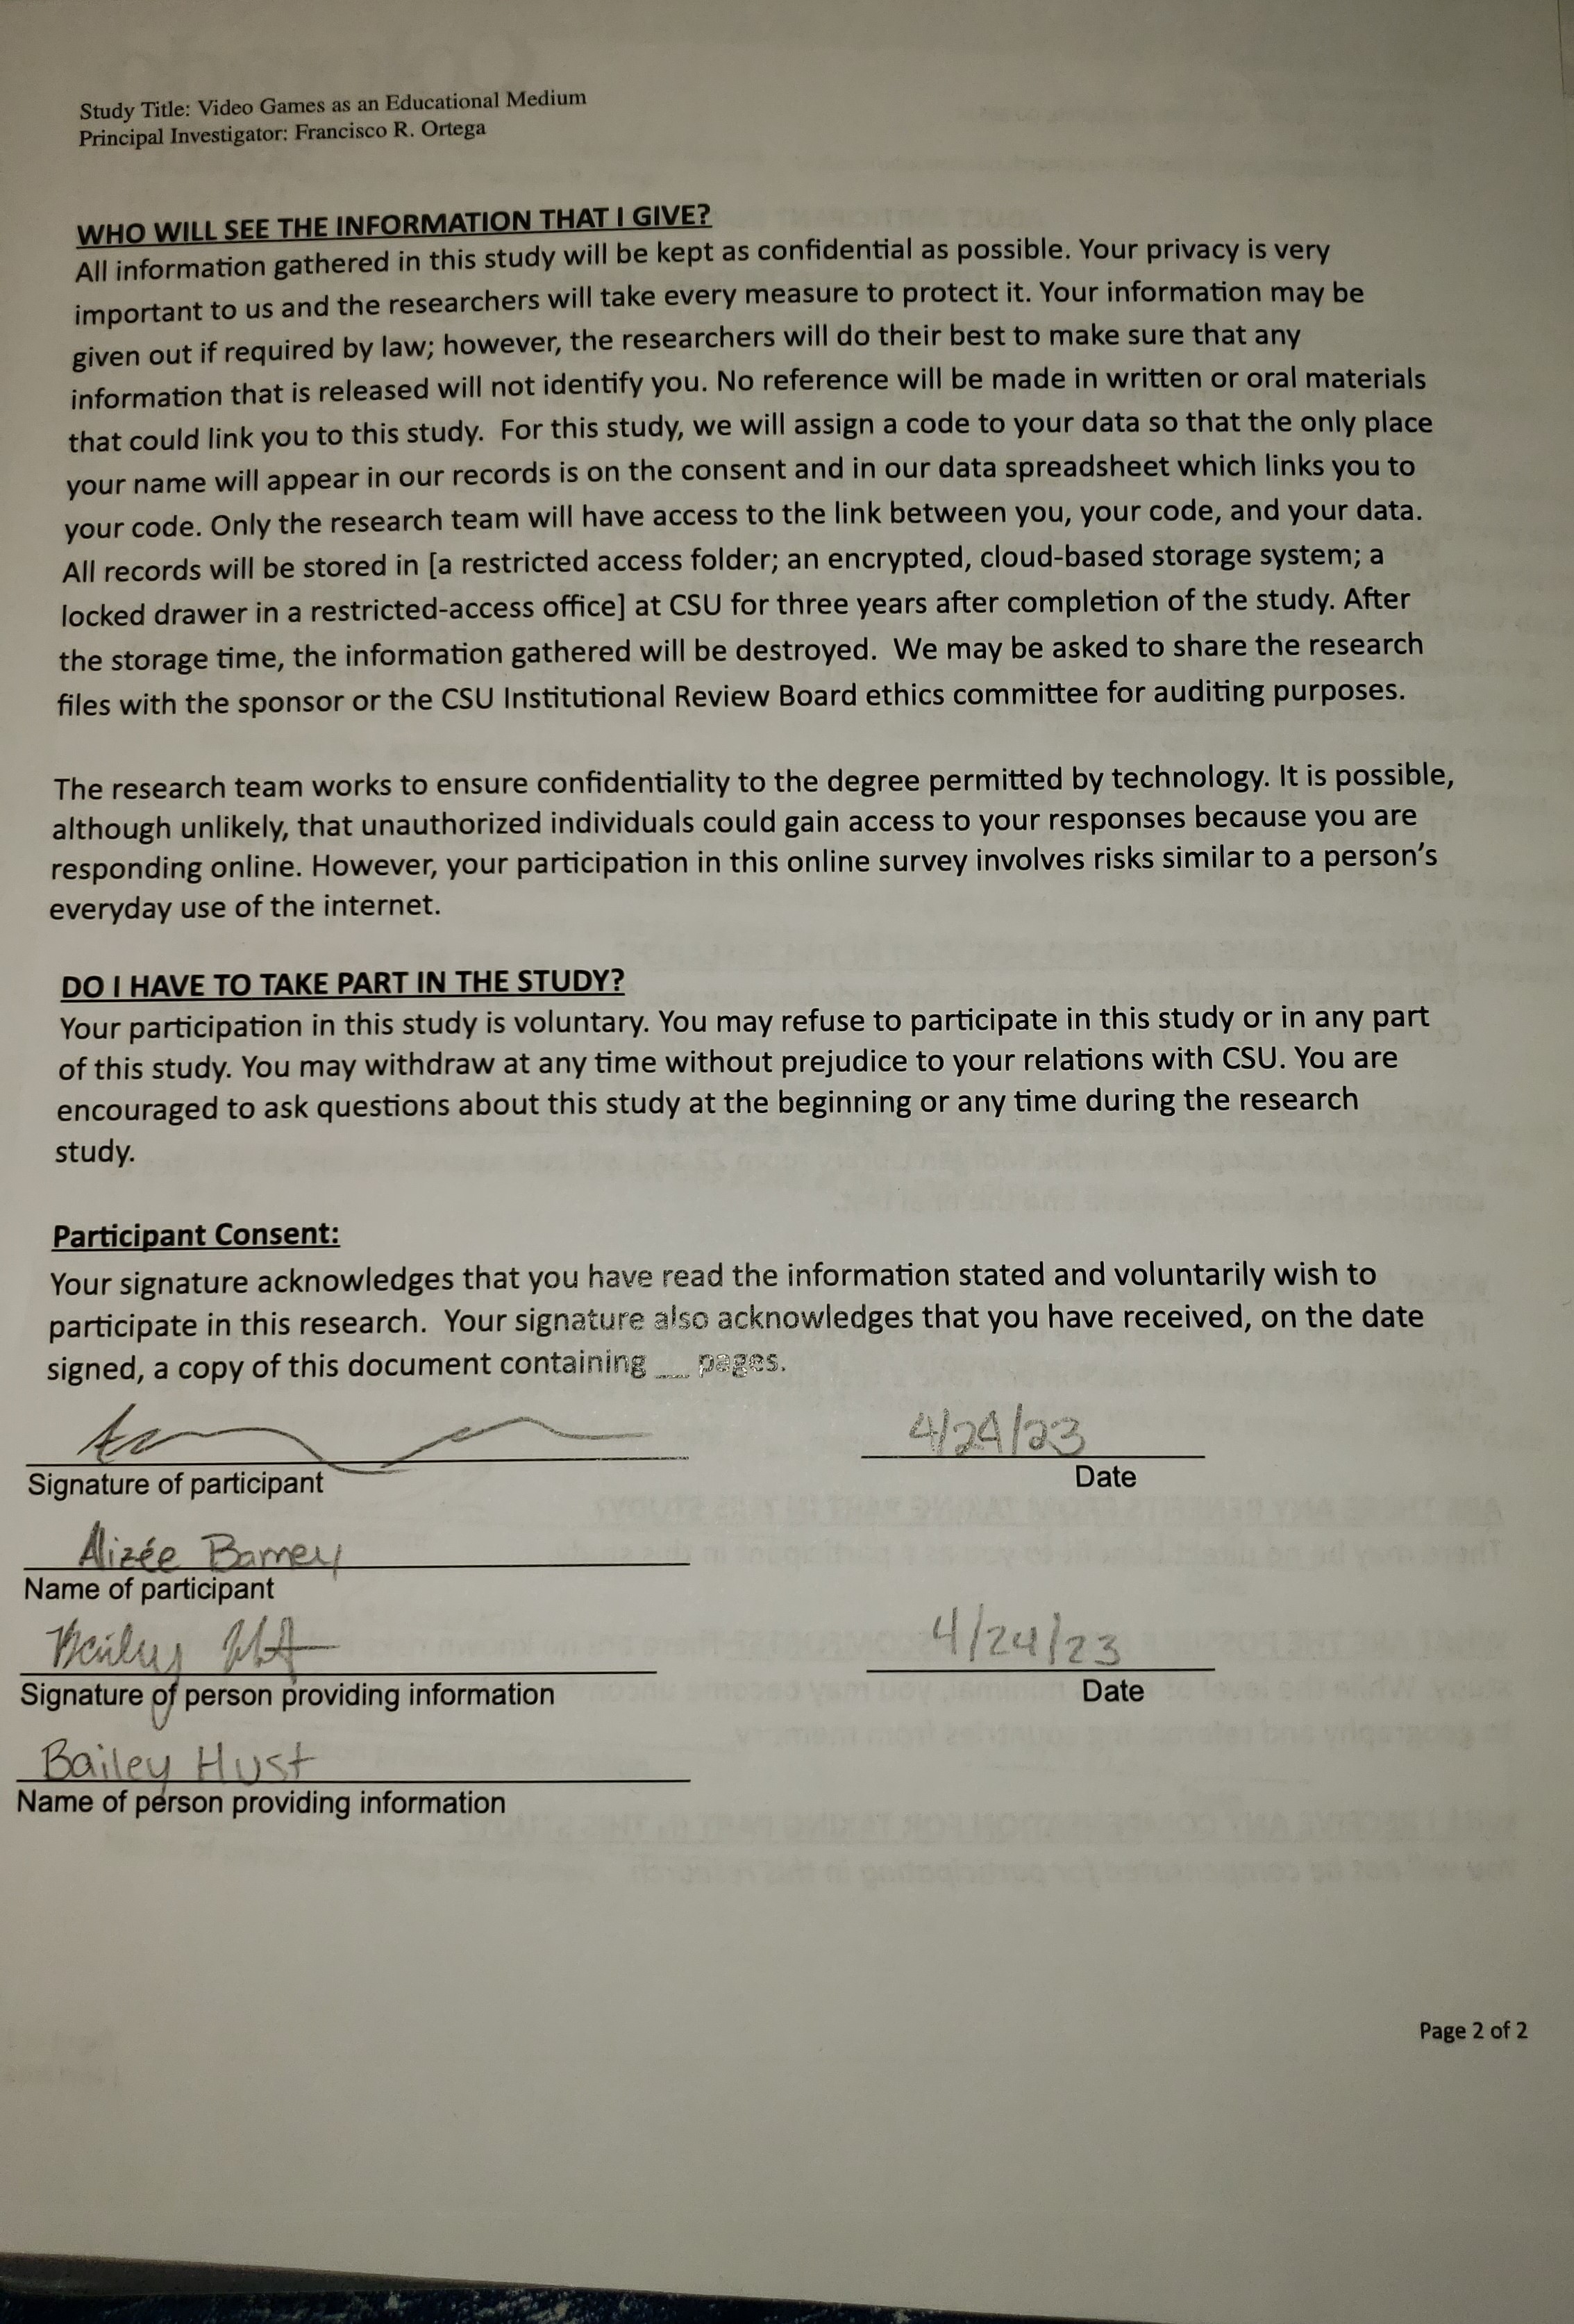 Study Title: Video Games as an Educational Medium
Principal Investigator: Francisco R. Ortega
WHO WILL SEE THE INFORMATION THAT I GIVE?
All information gathered in this study will be kept as confidential as possible. Your privacy is very
important to us and the researchers will take every measure to protect it. Your information may be
given out if required by law; however, the researchers will do their best to make sure that any
information that is released will not identify you. No reference will be made in written or oral materials
that could link you to this study.  For this study, we will assign a code to your data so that the only place
your name will appear in our records is on the consent and in our data spreadsheet which links you to
your code. Only the research team will have access to the link between you, your code, and your data.
All records will be stored in [a restricted access folder; an encrypted, cloud-based storage system; a
locked drawer in a restricted-access office] at CSU for three years after completion of the study. After
the storage time, the information gathered will be destroyed.  We may be asked to share the research
files with the sponsor or the CSU Institutional Review Board ethics committee for auditing purposes.
The research team works to ensure confidentiality to the degree permitted by technology. It is possible,
although unlikely, that unauthorized individuals could gain access to your responses because you are
responding online. However, your participation in this online survey involves risks similar to a person's
everyday use of the internet.
DO I HAVE TO TAKE PART IN THE STUDY?
Your participation in this study is voluntary. You may refuse to participate in this study or in any part
of this study. You may withdraw at any time without prejudice to your relations with CSU. You are
encouraged to ask questions about this study at the beginning or any time during the research
study.
Participant Consent:
Your signature acknowledges that you have read the information stated and voluntarily wish to
participate in this research.  Your signature also acknowledges that you have received, on the date
signed, a copy of this document containing __ pages.
4/24/23
Signature of participant Date
Alizée Barney
Name of participant
Bailey 4/24/23
Signature of person providing information Date
Bailey Hust
Name of person providing information
Page 2 of 2